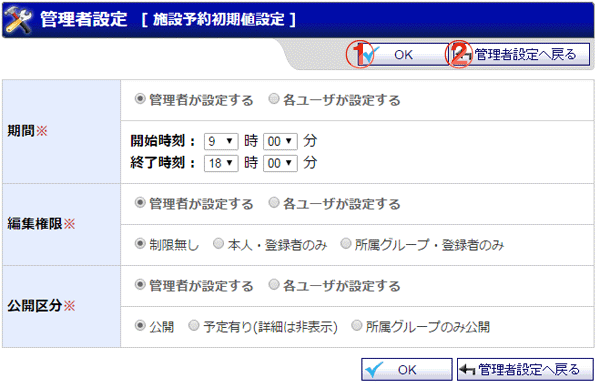 管理者設定 [ 施設予約初期値設定 ]
① OK ② 管理者設定へ戻る
期間※
管理者が設定する 各ユーザが設定する
開始時刻： 9 時 00 分
終了時刻： 18 時 00 分
編集権限※
管理者が設定する 各ユーザが設定する
制限無し 本人・登録者のみ 所属グループ・登録者のみ
公開区分※
管理者が設定する 各ユーザが設定する
公開 予定有り(詳細は非表示) 所属グループのみ公開
OK 管理者設定へ戻る